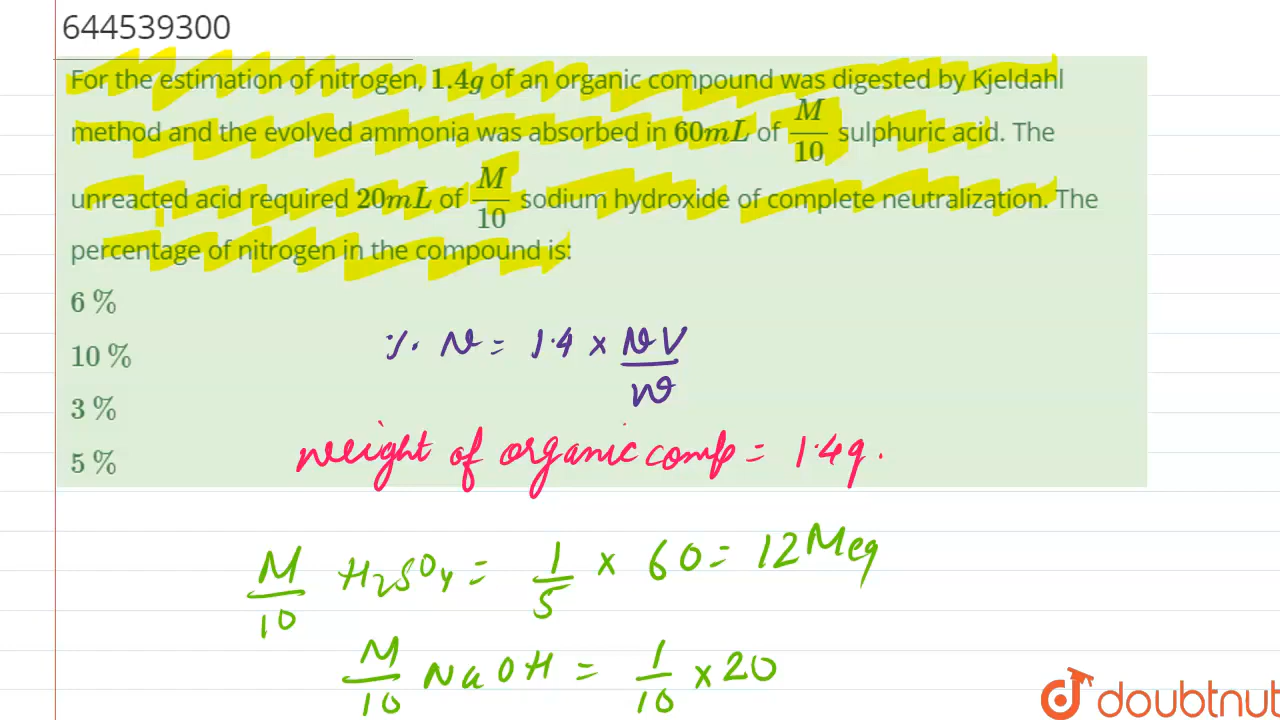 644539300
For the estimation of nitrogen, 1.4g of an organic compound was digested by Kjeldahl
method and the evolved ammonia was absorbed in 60mL of M/10 sulphuric acid. The
unreacted acid required 20mL of M/10 sodium hydroxide of complete neutralization. The
percentage of nitrogen in the compound is:
6 %
10 %
3 %
5 %
% N = 1.4 × NV/W
weight of organic comp = 1.4g.
M/10 H2SO4 = 1/5 × 60 = 12 Meq
M/10 NaOH = 1/10 × 20
doubtnut